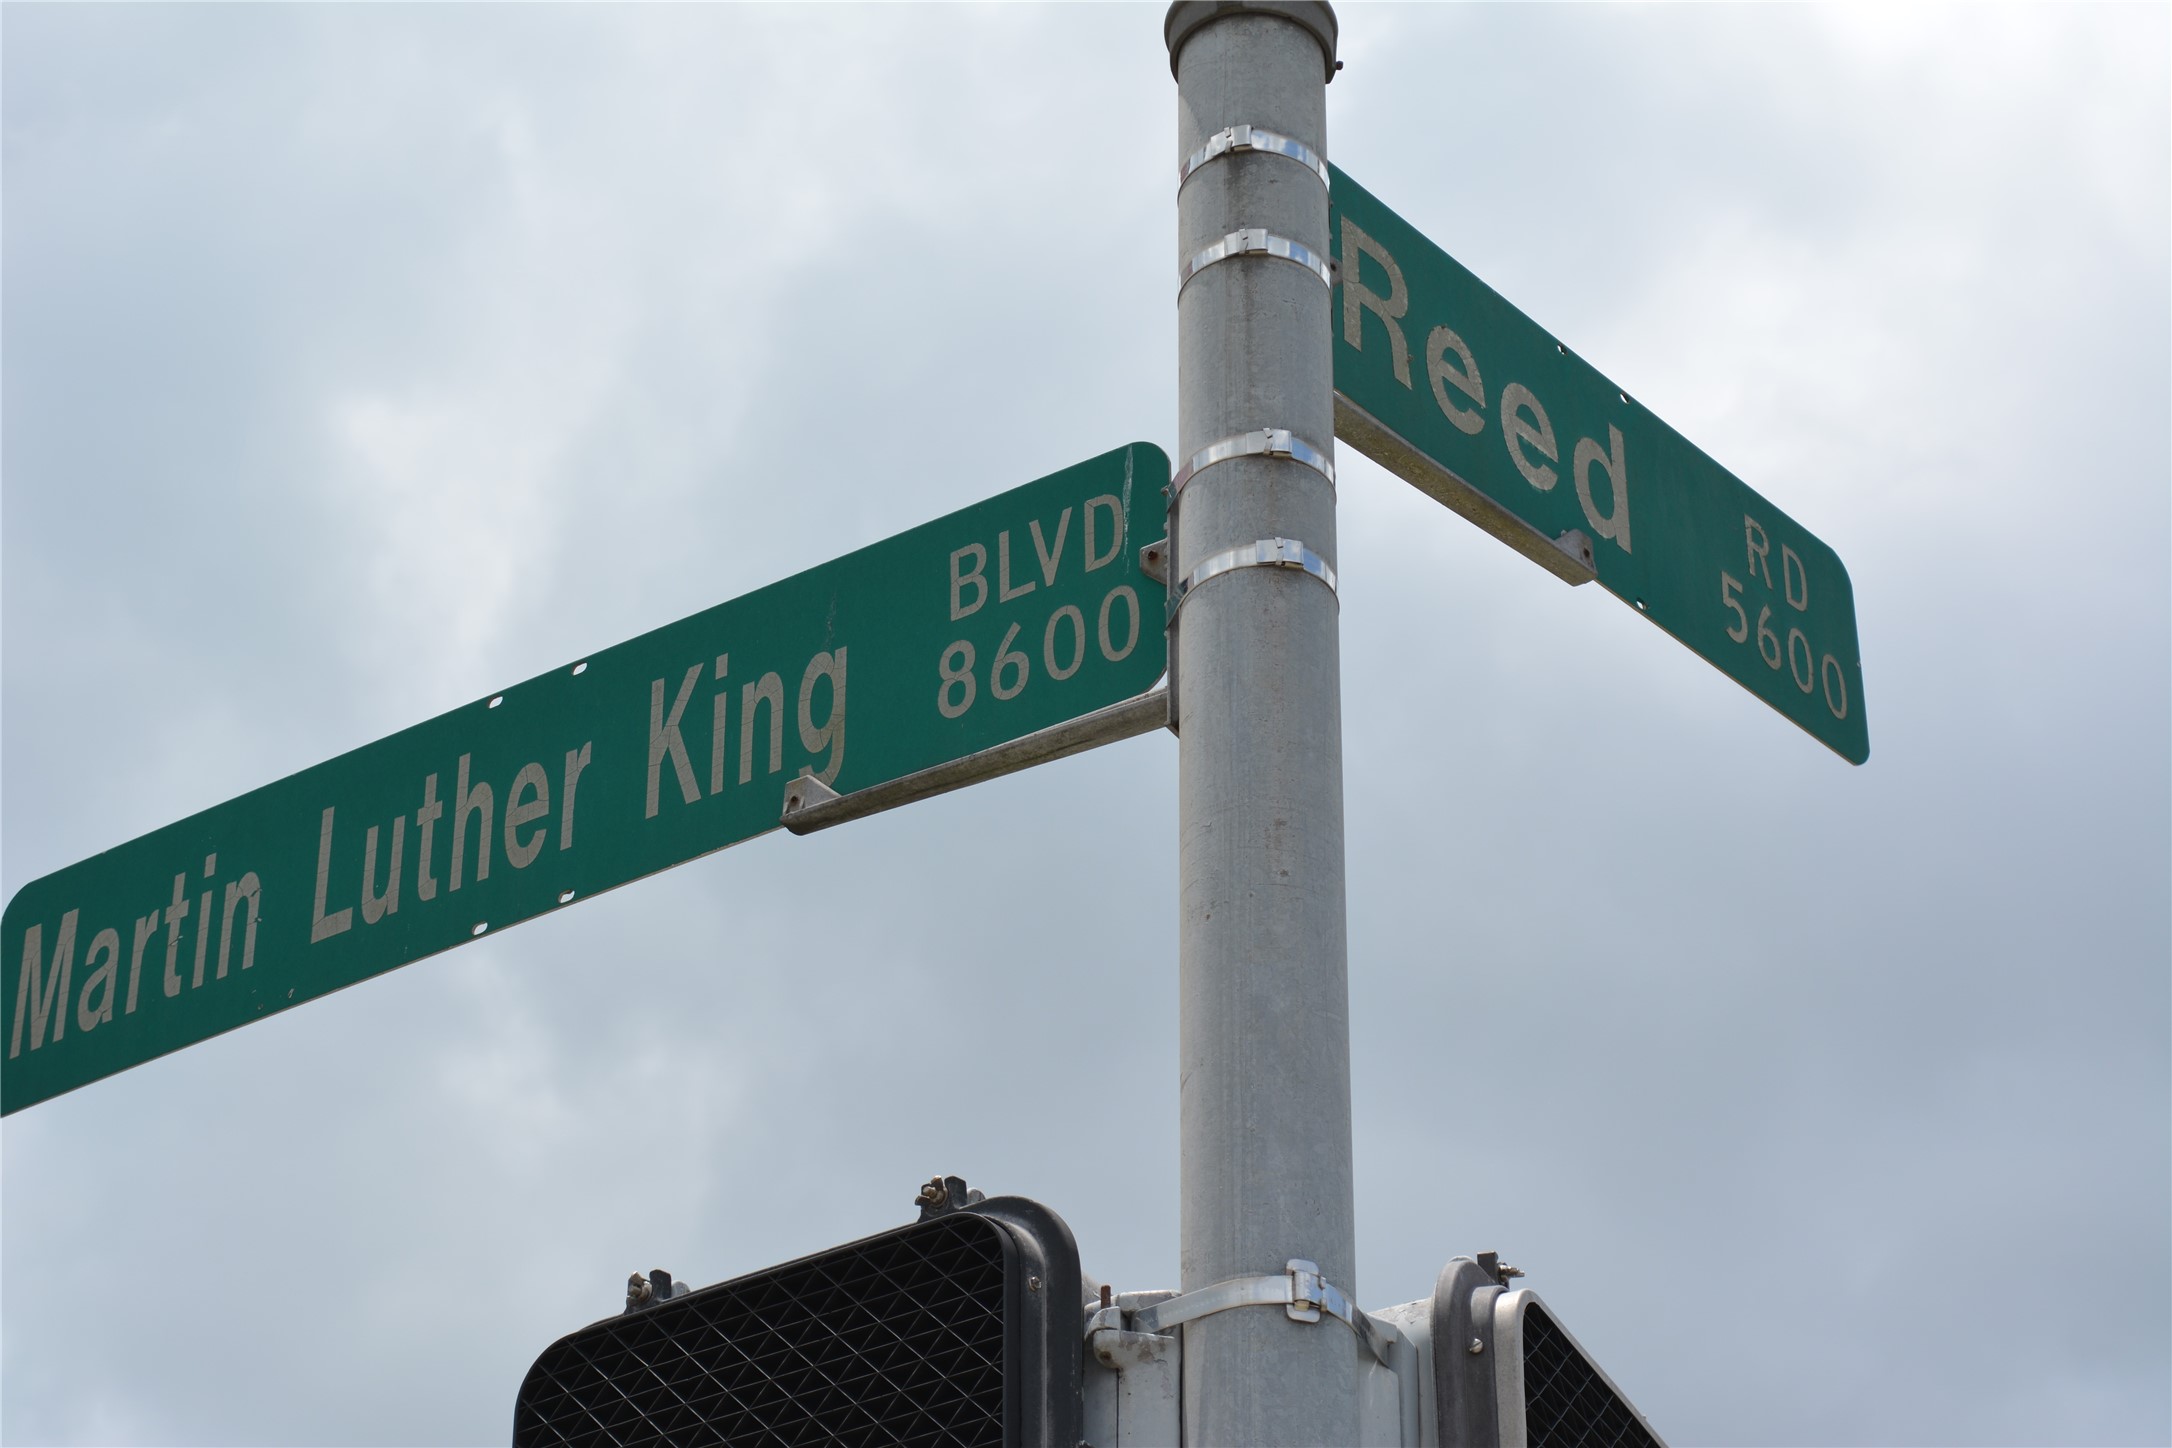 Martin Luther King BLVD
8600
Reed RD
5600